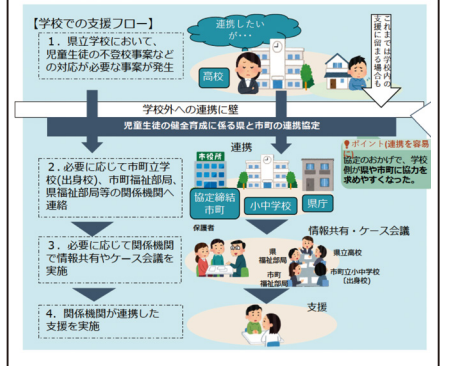 【学校での支援フロー】
1．県立学校において、
児童生徒の不登校事案など
の対応が必要な事案が発生
連携したい
が・・・
高校
これまでは学校内の
支援に留まる場合も
学校外への連携に壁
児童生徒の健全育成に係る県と市町の連携協定
2．必要に応じて市町立学
校(出身校)、市町福祉部局、
県福祉部局等の関係機関へ
連絡
連携
市役所
協定締結
市町
小中学校
県庁
ポイント(連携を容易
協定のおかげで、学校
側が県や市町に協力を
求めやすくなった。
3．必要に応じて関係機関
で情報共有やケース会議を
実施
保護者
情報共有・ケース会議
県
福祉部局
県立高校
市町
福祉部局
市町立小中学校
（出身校）
4．関係機関が連携した
支援を実施
支援